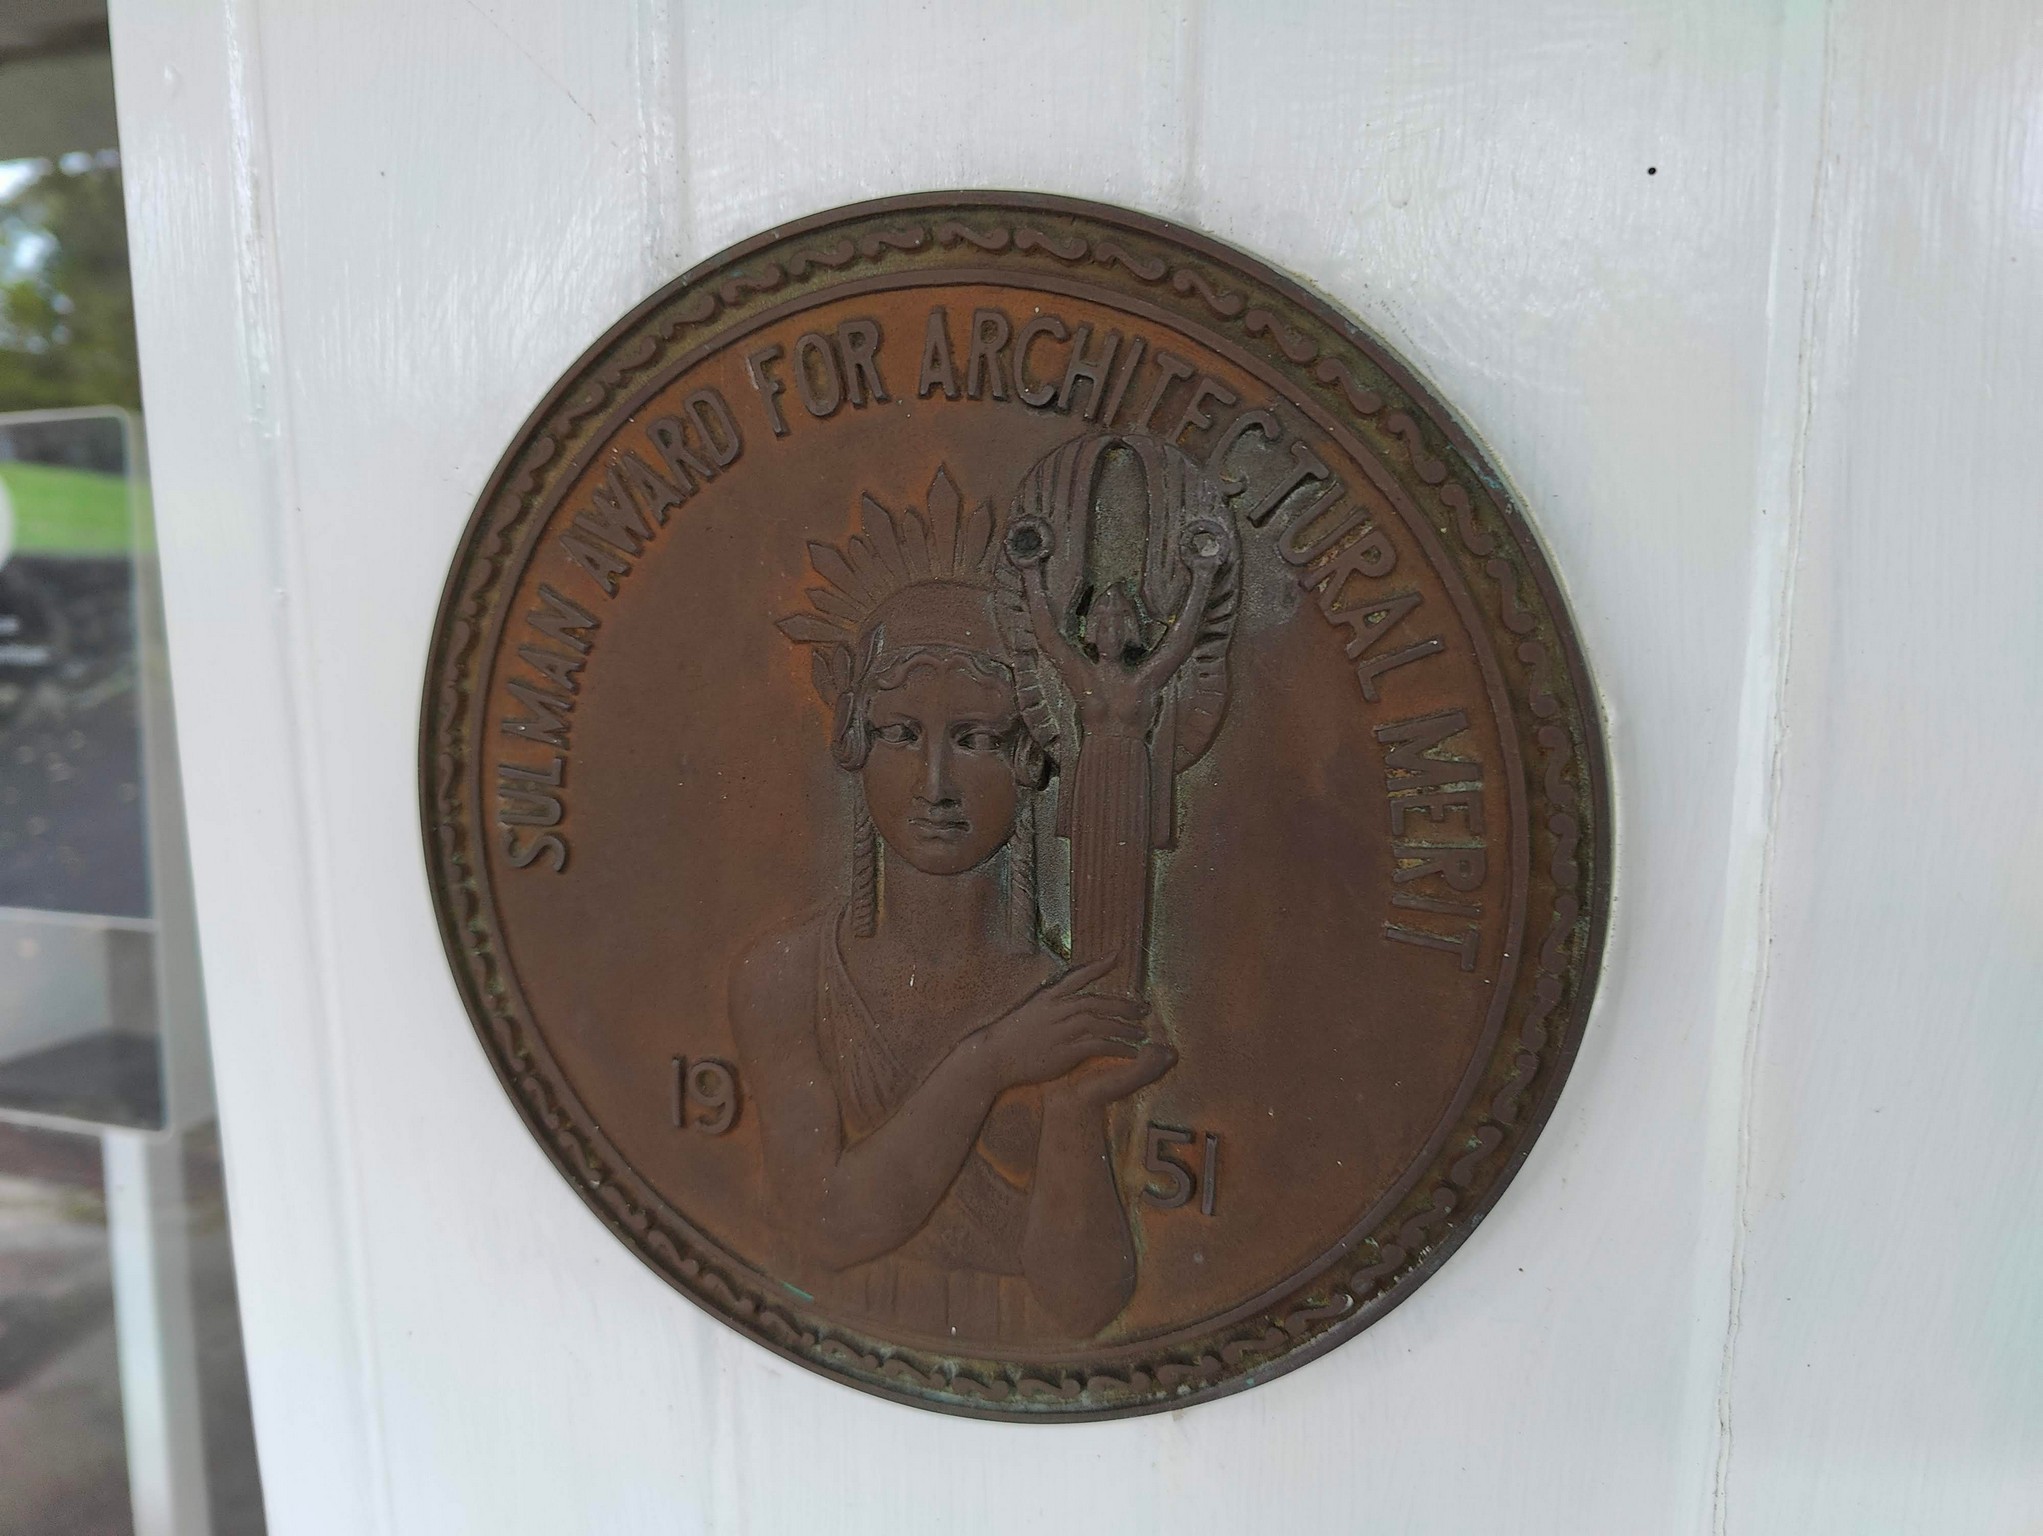 SULMAN AWARD FOR ARCHITECTURAL MERIT
19 51